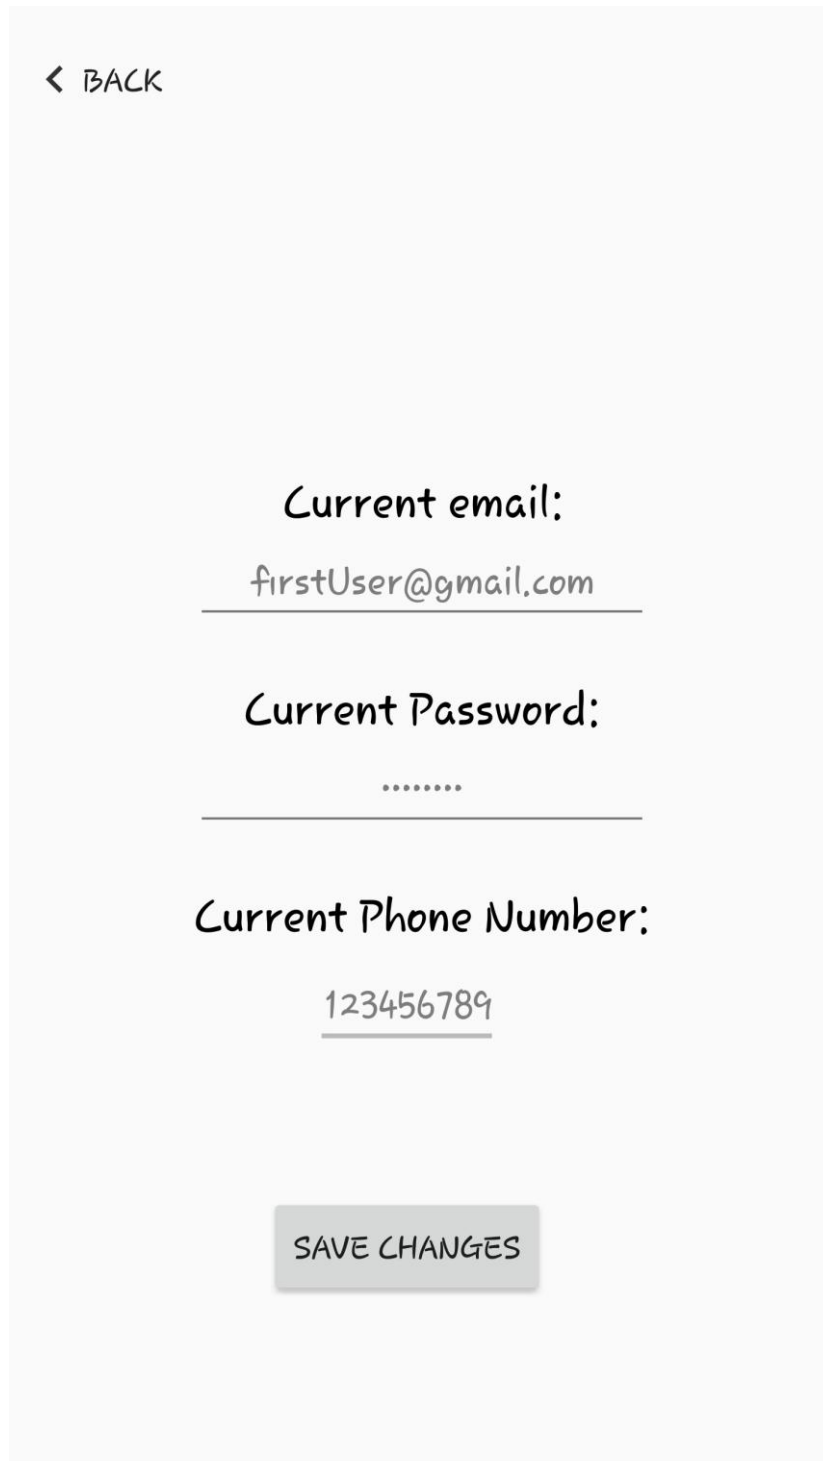 BACK
Current email:
firstUser@gmail.com
Current Password:
••••••••
Current Phone Number:
123456789
SAVE CHANGES